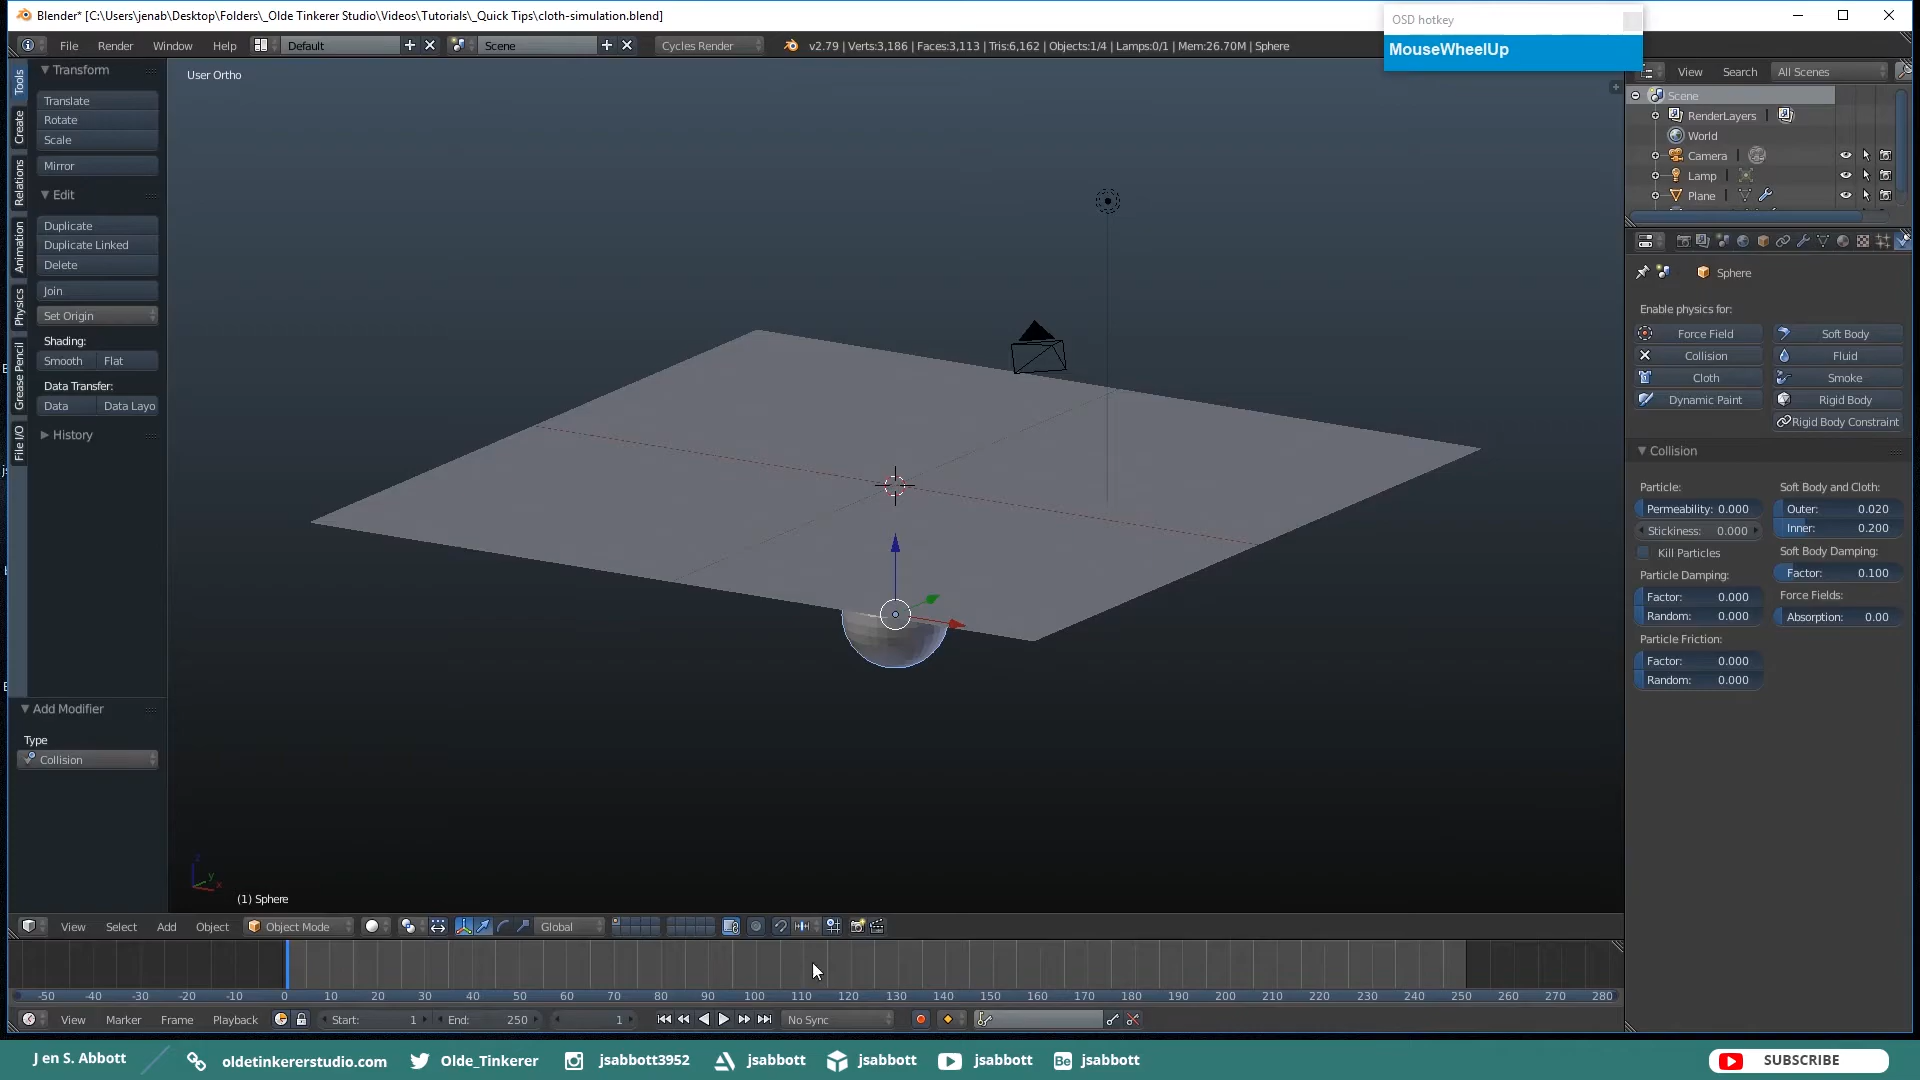 Blender* [C:\Users\jenab\Desktop\Folders\_Olde Tinkerer Studio\Videos\Tutorials\_Quick Tips\cloth-simulation.blend]
OSD hotkey
MouseWheelUp
File Render Window Help Default Scene Cycles Render v2.79 | Verts:3,186 | Faces:3,113 | Tris:6,162 | Objects:1/4 | Lamps:0/1 | Mem:26.70M | Sphere
View Search All Scenes
Scene
RenderLayers
World
Camera
Lamp
Plane
Tools
Create
Relations
Animation
Physics
Grease Pencil
File I/O
Transform
Translate
Rotate
Scale
Mirror
Edit
Duplicate
Duplicate Linked
Delete
Join
Set Origin
Shading:
Smooth Flat
Data Transfer:
Data Data Layo
History
Add Modifier
Type
Collision
User Ortho
(1) Sphere
z
y
x
Sphere
Enable physics for:
Force Field Soft Body
Collision Fluid
Cloth Smoke
Dynamic Paint Rigid Body
Rigid Body Constraint
Collision
Particle: Soft Body and Cloth:
Permeability: 0.000 Outer: 0.020
Stickiness: 0.000 Inner: 0.200
Kill Particles Soft Body Damping:
Particle Damping: Factor: 0.100
Factor: 0.000 Force Fields:
Random: 0.000 Absorption: 0.00
Particle Friction:
Factor: 0.000
Random: 0.000
View Select Add Object Object Mode Global
-50 -40 -30 -20 -10 0 10 20 30 40 50 60 70 80 90 100 110 120 130 140 150 160 170 180 190 200 210 220 230 240 250 260 270 280
View Marker Frame Playback Start: 1 End: 250 1 No Sync
J en S. Abbott oldetinkererstudio.com Olde_Tinkerer jsabbott3952 jsabbott jsabbott jsabbott Be jsabbott SUBSCRIBE